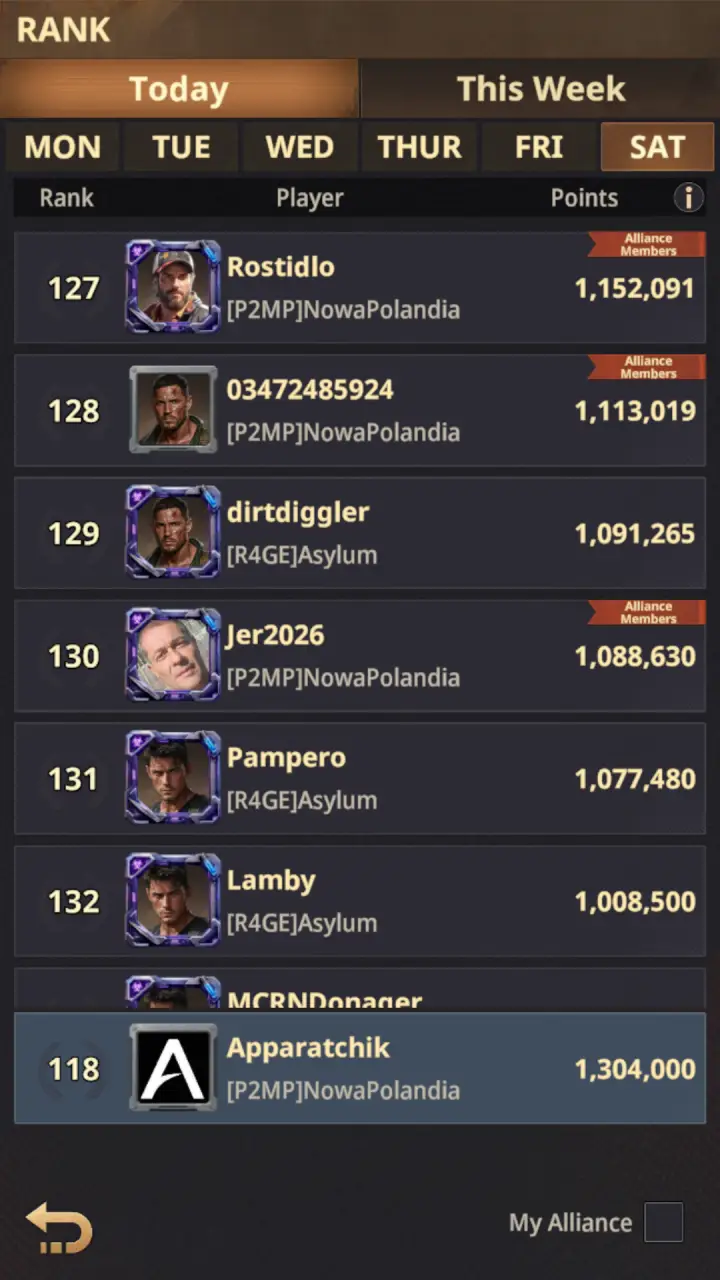 RANK
Today
This Week
MON
TUE
WED
THUR
FRI
SAT
Rank
Player
Points
Alliance
Members
127
Rostidlo
[P2MP]NowaPolandia
1,152,091
Alliance
Members
128
03472485924
[P2MP]NowaPolandia
1,113,019
129
dirtdiggler
[R4GE]Asylum
1,091,265
Alliance
Members
130
Jer2026
[P2MP]NowaPolandia
1,088,630
131
Pampero
[R4GE]Asylum
1,077,480
132
Lamby
[R4GE]Asylum
1,008,500
MCRNDonager
118
Apparatchik
[P2MP]NowaPolandia
1,304,000
My Alliance